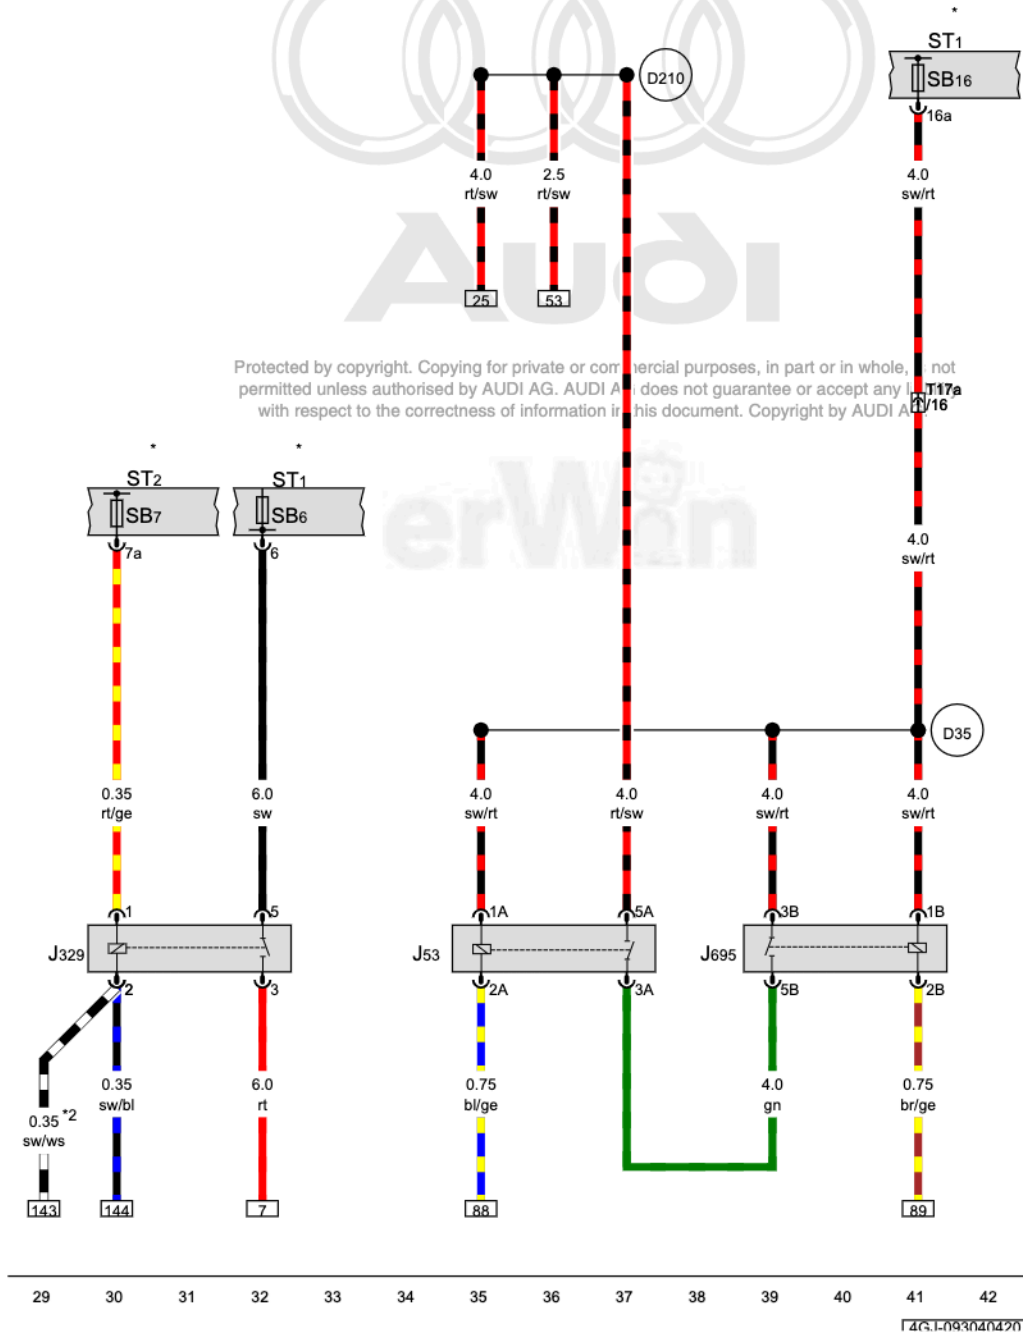 *
ST1
SB16
16a
D210
4.0
rt/sw
2.5
rt/sw
4.0
sw/rt
25
53
Audi
Protected by copyright. Copying for private or commercial purposes, in part or in whole, is not
permitted unless authorised by AUDI AG. AUDI AG does not guarantee or accept any
with respect to the correctness of information in this document. Copyright by AUDI AG.
T17a
/16
erWin
*
*
ST2
SB7
7a
ST1
SB6
6
4.0
sw/rt
D35
0.35
rt/ge
6.0
sw
4.0
sw/rt
4.0
rt/sw
4.0
sw/rt
4.0
sw/rt
1
5
1A
5A
3B
1B
J329
J53
J695
2
3
2A
3A
5B
2B
0.35 *2
sw/ws
0.35
sw/bl
6.0
rt
0.75
bl/ge
4.0
gn
0.75
br/ge
143
144
7
88
89
29 30 31 32 33 34 35 36 37 38 39 40 41 42
4GJ-093040420